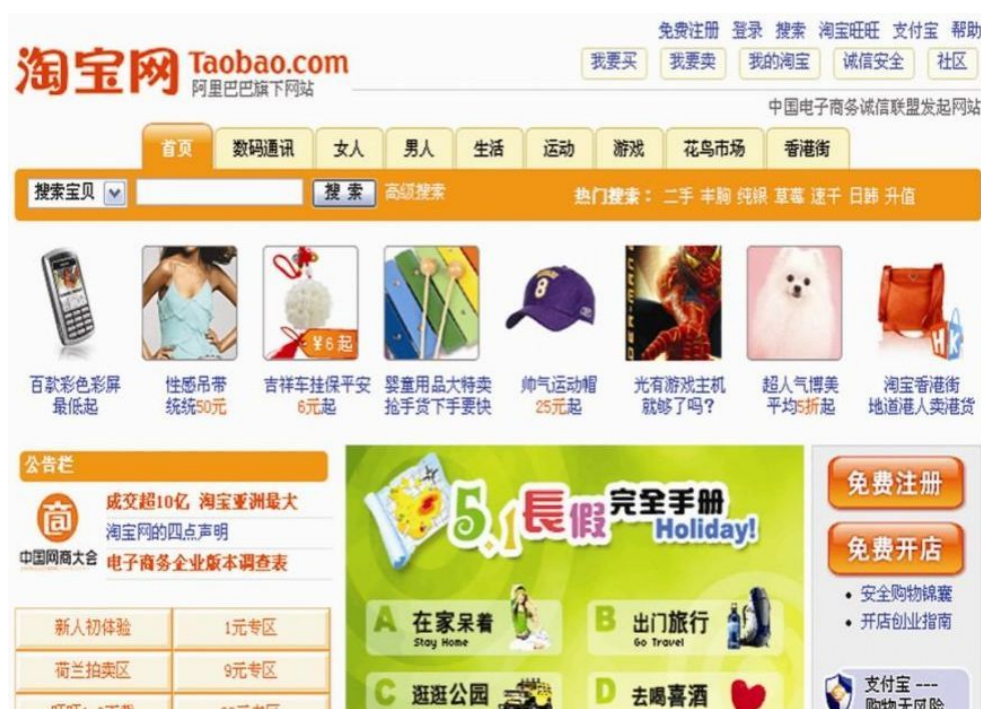 免费注册 登录 搜索 淘宝旺旺 支付宝 帮助
淘宝网 Taobao.com
阿里巴巴旗下网站
我要买 我要卖 我的淘宝 诚信安全 社区
中国电子商务诚信联盟发起网站
首页 数码通讯 女人 男人 生活 运动 游戏 花鸟市场 香港街
搜索宝贝 搜索 高级搜索 热门搜索： 二手 丰胸 纯银 草莓 速干 日韩 升值
8
¥6起
HK
百款彩色彩屏
最低起
性感吊带
统统50元
吉祥车挂保平安
6元起
婴童用品大特卖
抢手货下手要快
帅气运动帽
25元起
光有游戏主机
就够了吗?
超人气博美
平均5折起
淘宝香港街
地道港人卖港货
公告栏
商
中国网商大会
成交超10亿 淘宝亚洲最大
淘宝网的四点声明
电子商务企业版本调查表
新人初体验 1元专区
荷兰拍卖区 9元专区
5.1長假完全手册
Holiday!
A 在家呆着
Stay Home
B 出门旅行
Go Travel
C 逛逛公园
D 去喝喜酒
免费注册
免费开店
• 安全购物锦囊
• 开店创业指南
支付宝 ---
购物无风险